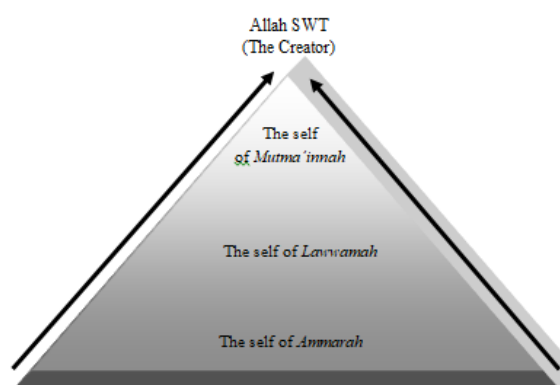 Allah SWT
(The Creator)
The self
of Mutma'innah
The self of Lawwamah
The self of Ammarah